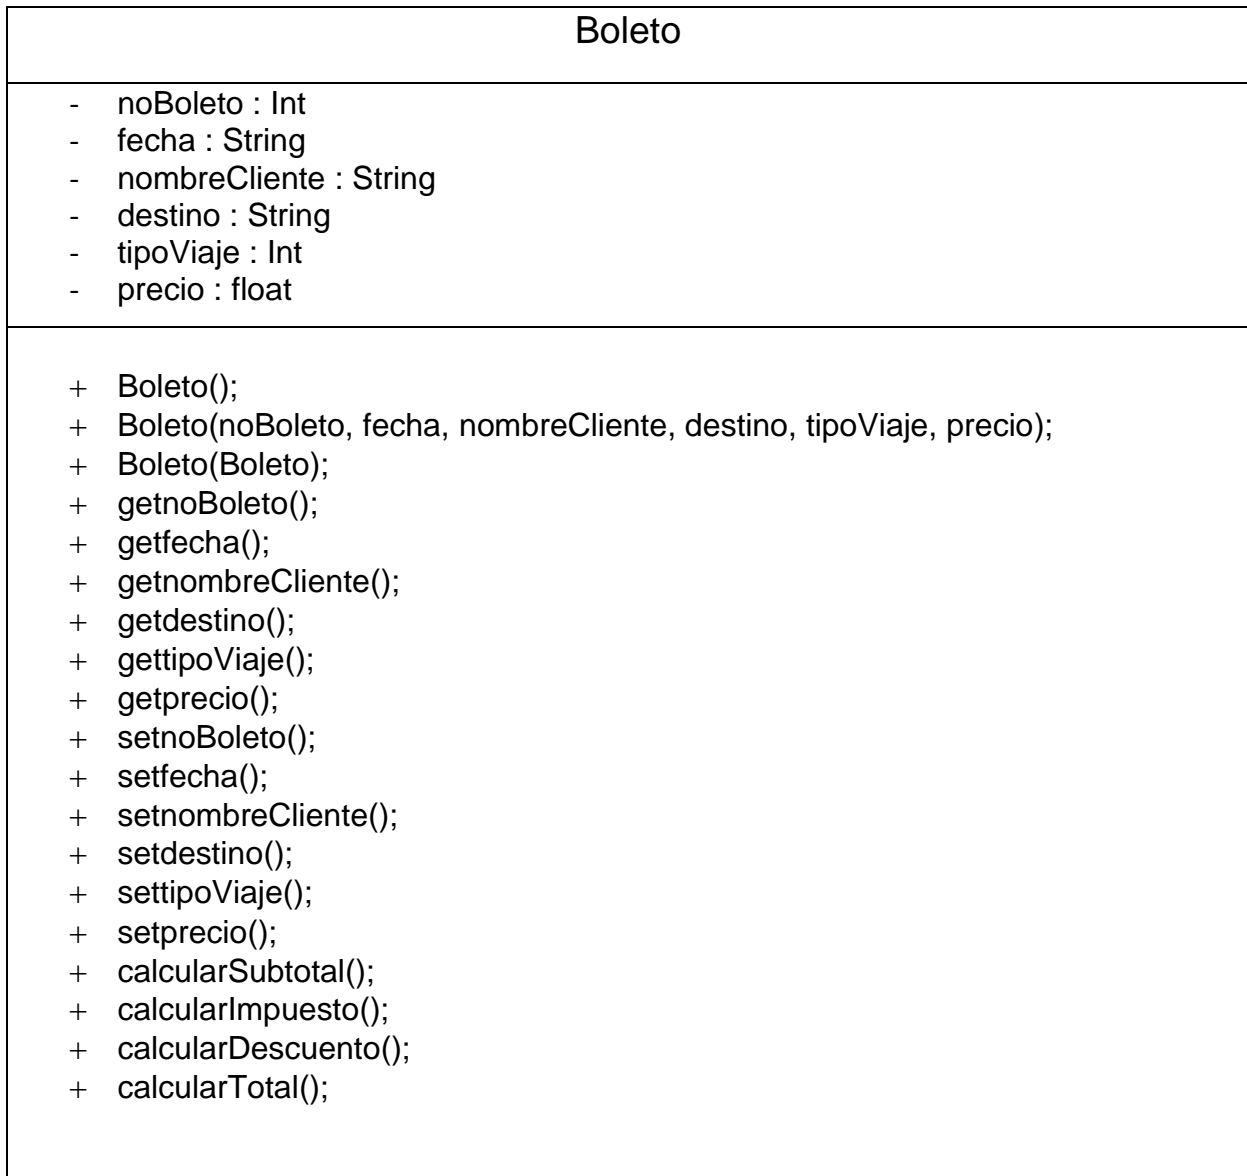 Boleto
- noBoleto : Int
- fecha : String
- nombreCliente : String
- destino : String
- tipoViaje : Int
- precio : float
+ Boleto();
+ Boleto(noBoleto, fecha, nombreCliente, destino, tipoViaje, precio);
+ Boleto(Boleto);
+ getnoBoleto();
+ getfecha();
+ getnombreCliente();
+ getdestino();
+ gettipoViaje();
+ getprecio();
+ setnoBoleto();
+ setfecha();
+ setnombreCliente();
+ setdestino();
+ settipoViaje();
+ setprecio();
+ calcularSubtotal();
+ calcularImpuesto();
+ calcularDescuento();
+ calcularTotal();